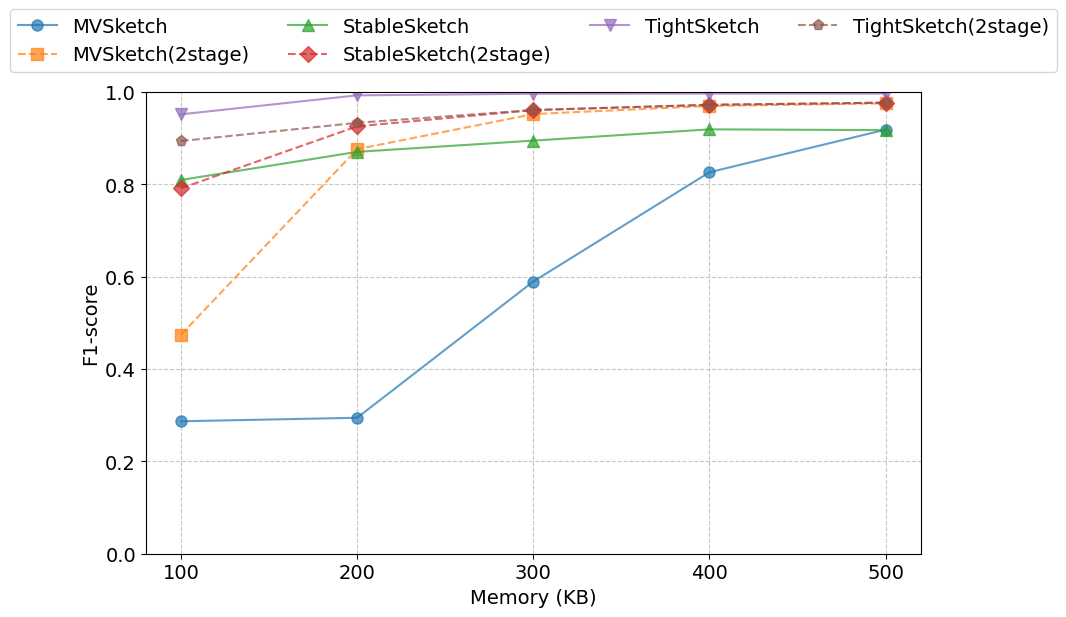 MVSketch StableSketch TightSketch TightSketch(2stage)
MVSketch(2stage) StableSketch(2stage)
1.0
0.8
0.6
0.4
0.2
0.0
F1-score
100 200 300 400 500
Memory (KB)